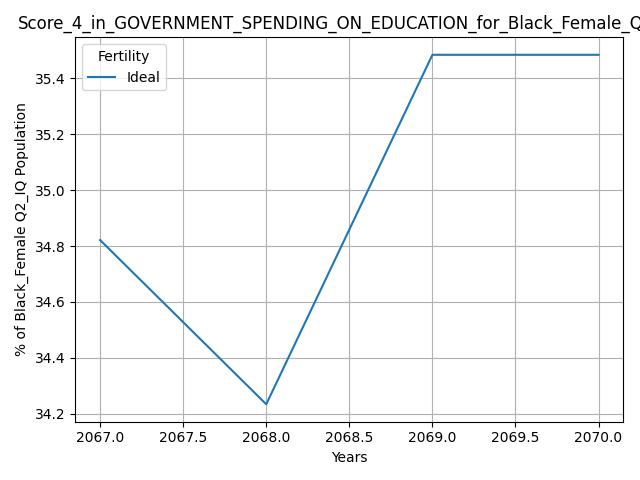 Score_4_in_GOVERNMENT_SPENDING_ON_EDUCATION_for_Black_Female_Q
Fertility
Ideal
% of Black_Female Q2_IQ Population
35.4
35.2
35.0
34.8
34.6
34.4
34.2
2067.0 2067.5 2068.0 2068.5 2069.0 2069.5 2070.0
Years